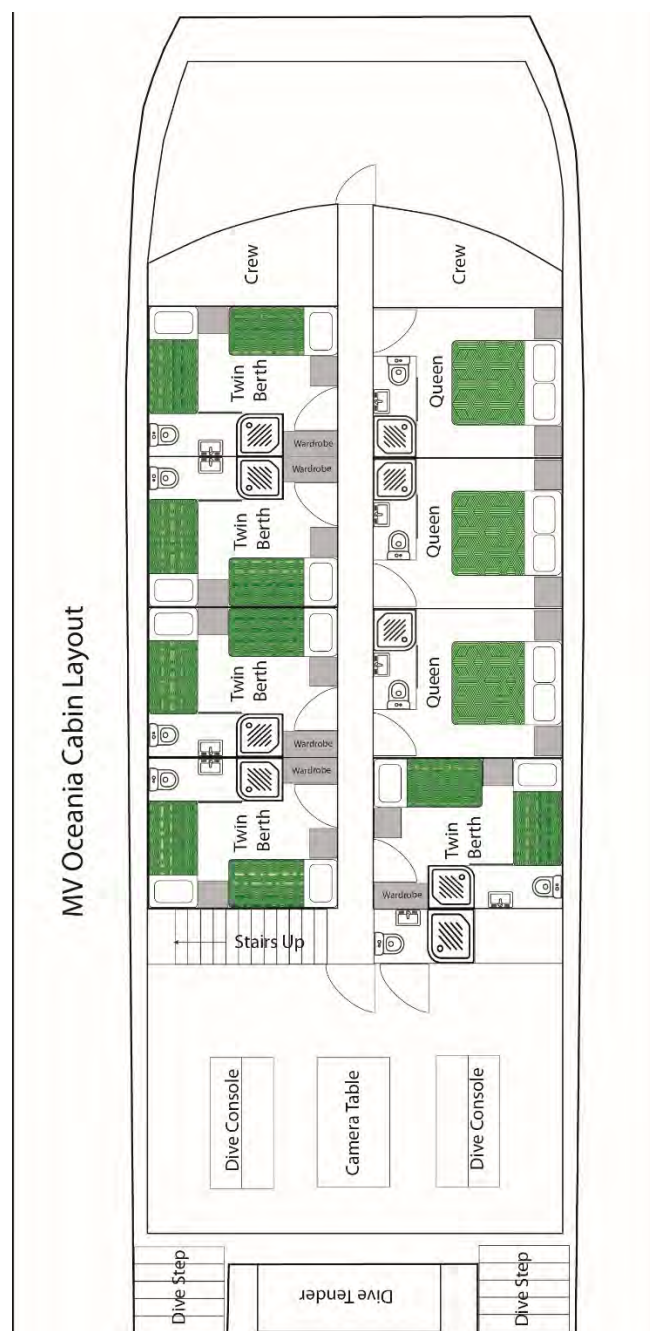 MV Oceania Cabin Layout
Crew
Crew
Twin
Berth
Queen
Wardrobe
Wardrobe
Twin
Berth
Queen
Twin
Berth
Queen
Wardrobe
Wardrobe
Twin
Berth
Twin
Berth
Wardrobe
Stairs Up
Dive Console
Camera Table
Dive Console
Dive Step
Dive Tender
Dive Step